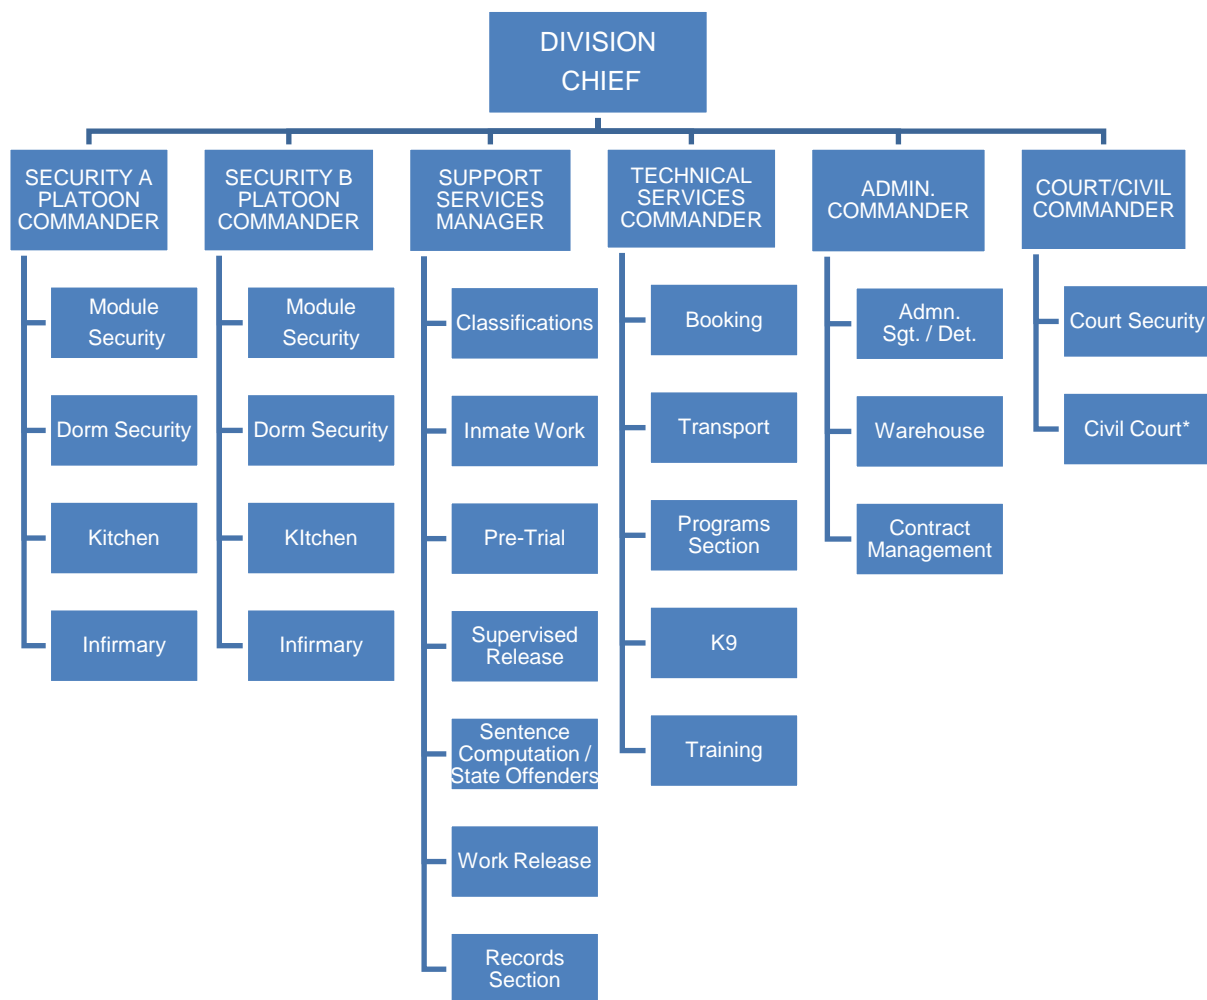 DIVISION
CHIEF
SECURITY A
PLATOON
COMMANDER
SECURITY B
PLATOON
COMMANDER
SUPPORT
SERVICES
MANAGER
TECHNICAL
SERVICES
COMMANDER
ADMIN.
COMMANDER
COURT/CIVIL
COMMANDER
Module
Security
Dorm Security
Kitchen
Infirmary
Module
Security
Dorm Security
KItchen
Infirmary
Classifications
Inmate Work
Pre-Trial
Supervised
Release
Sentence
Computation /
State Offenders
Work Release
Records
Section
Booking
Transport
Programs
Section
K9
Training
Admn.
Sgt. / Det.
Warehouse
Contract
Management
Court Security
Civil Court*